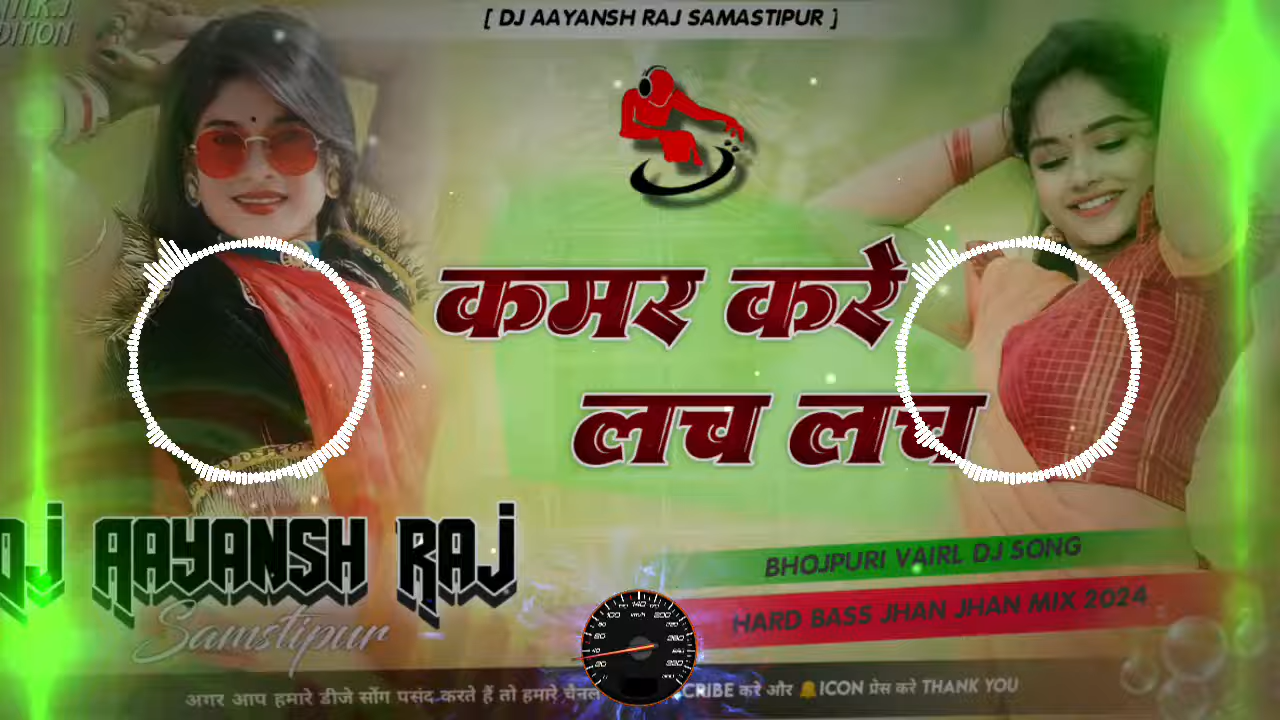 [ DJ AAYANSH RAJ SAMASTIPUR ]
कमर करे
लच लच
DJ AAYANSH RAJ
Samstipur
BHOJPURI VAIRL DJ SONG
HARD BASS JHAN JHAN MIX 2024
अगर आप हमारे डीजे सोंग पसंद करते हैं तो हमारे चैनल CRIBE करे और 🔔ICON प्रेस करे THANK YOU